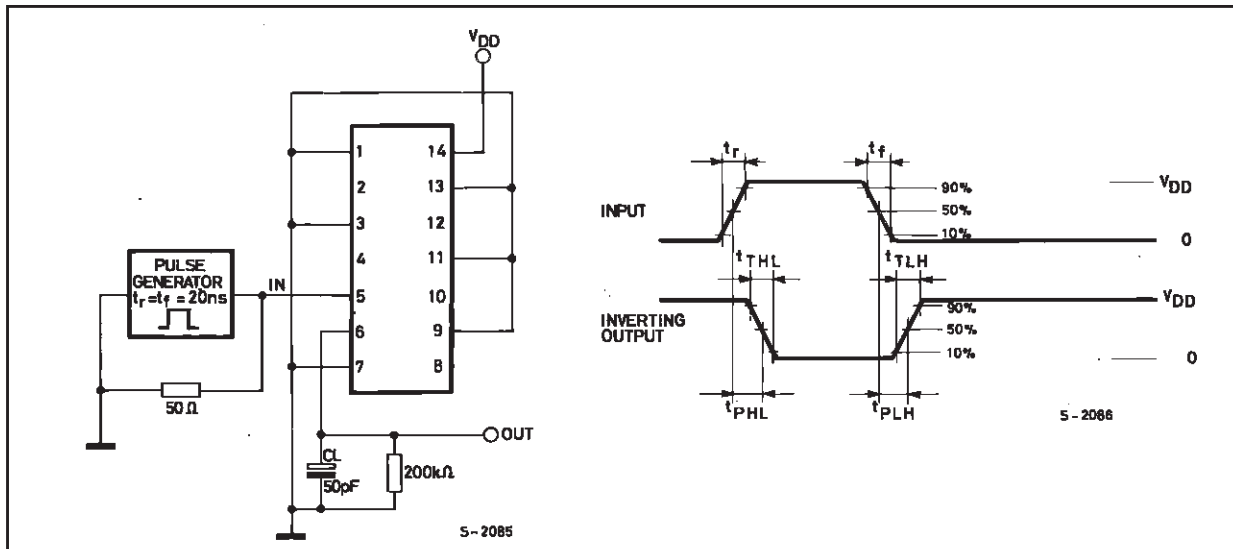 VDD
1 14
2 13
3 12
4 11
5 10
6 9
7 8
PULSE
GENERATOR
tr=tf=20ns
IN
50Ω
OUT
CL
50pF
200kΩ
S-2085
tr
tf
INPUT
90%
50%
10%
VDD
0
tTHL
tTLH
INVERTING
OUTPUT
VDD
90%
50%
10%
0
tPHL
tPLH
S-2086